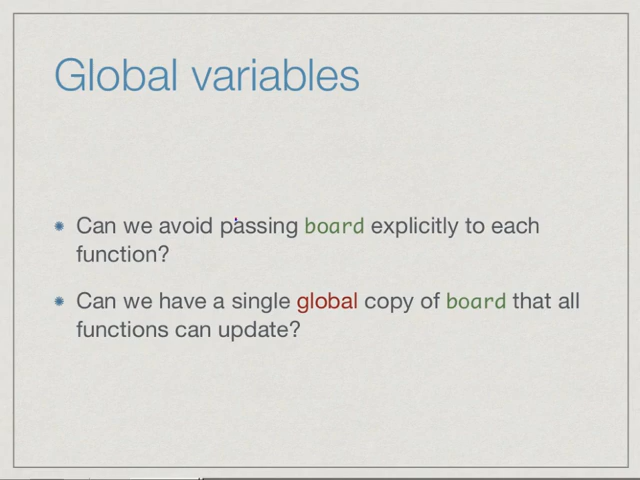 Global variables
Can we avoid passing board explicitly to each
function?
Can we have a single global copy of board that all
functions can update?